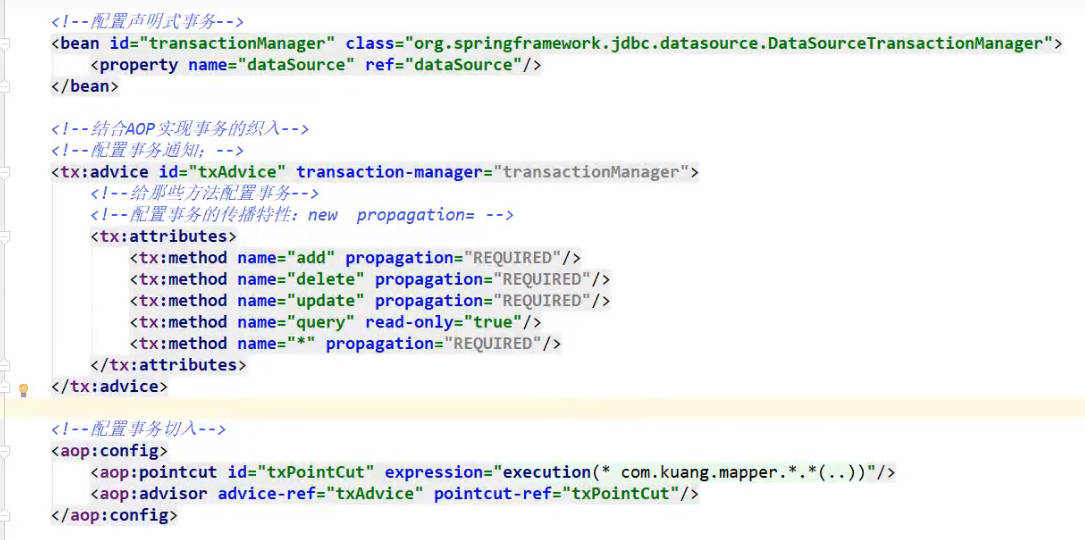 <!--配置声明式事务-->
<bean id="transactionManager" class="org.springframework.jdbc.datasource.DataSourceTransactionManager">
<property name="dataSource" ref="dataSource"/>
</bean>
<!--结合AOP实现事务的织入-->
<!--配置事务通知；-->
<tx:advice id="txAdvice" transaction-manager="transactionManager">
<!--给那些方法配置事务-->
<!--配置事务的传播特性：new  propagation= -->
<tx:attributes>
<tx:method name="add" propagation="REQUIRED"/>
<tx:method name="delete" propagation="REQUIRED"/>
<tx:method name="update" propagation="REQUIRED"/>
<tx:method name="query" read-only="true"/>
<tx:method name="*" propagation="REQUIRED"/>
</tx:attributes>
</tx:advice>
<!--配置事务切入-->
<aop:config>
<aop:pointcut id="txPointCut" expression="execution(* com.kuang.mapper.*.*(..))"/>
<aop:advisor advice-ref="txAdvice" pointcut-ref="txPointCut"/>
</aop:config>